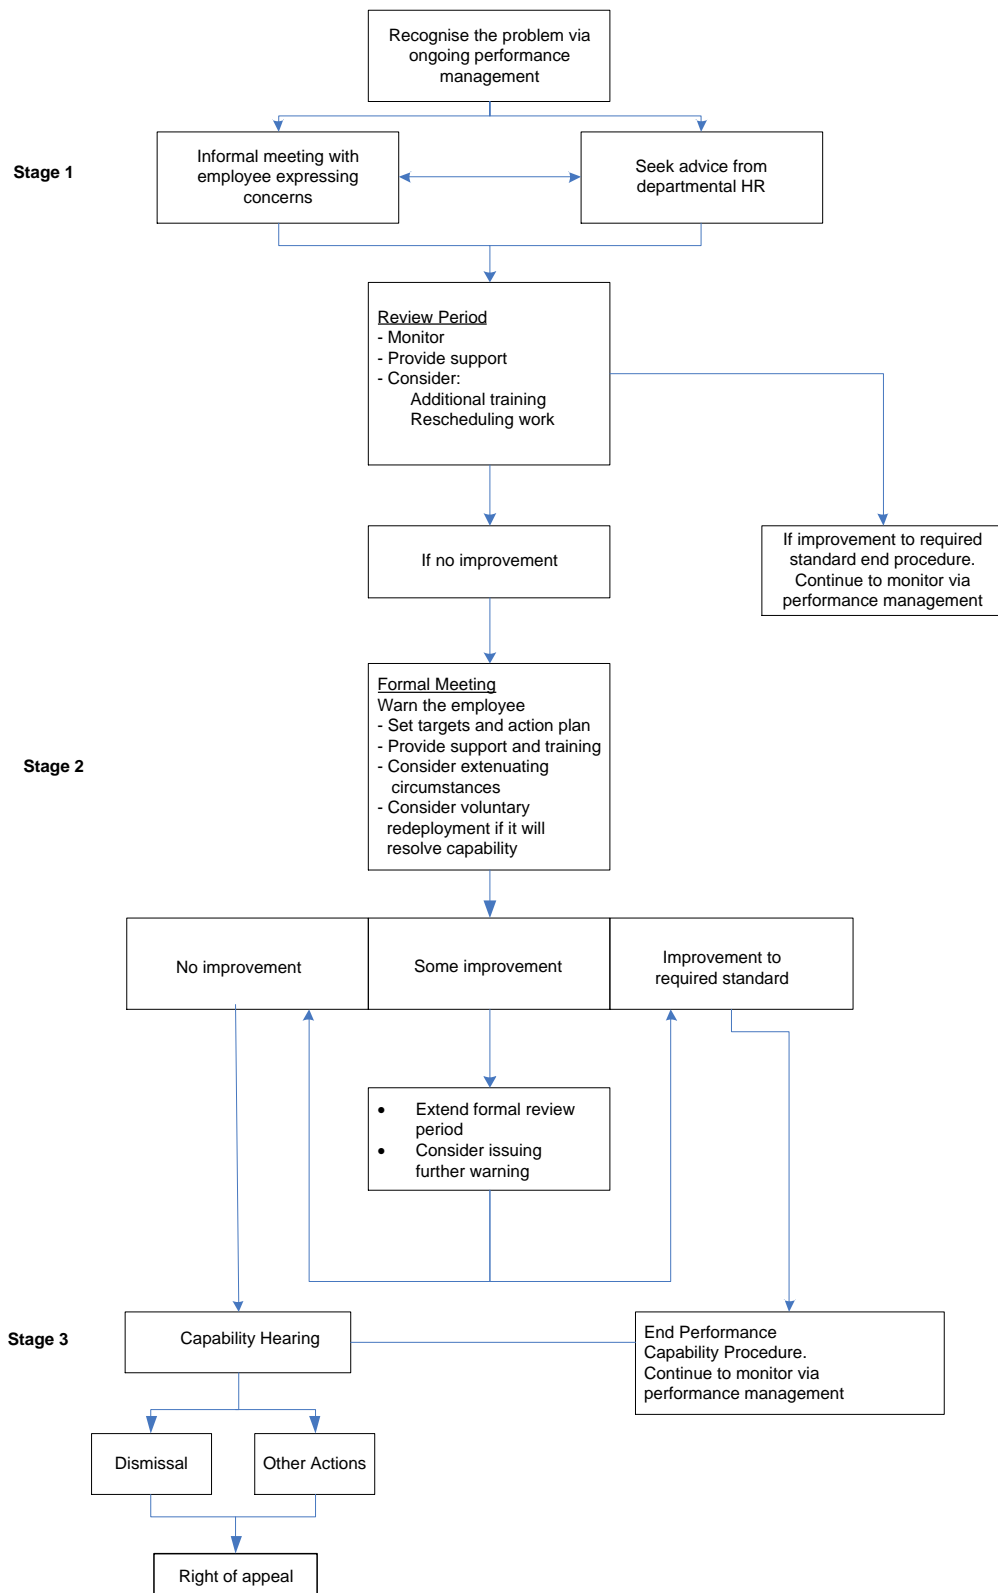 Recognise the problem via
ongoing performance
management
Stage 1
Informal meeting with
employee expressing
concerns
Seek advice from
departmental HR
Review Period
- Monitor
- Provide support
- Consider:
Additional training
Rescheduling work
If no improvement
If improvement to required
standard end procedure.
Continue to monitor via
performance management
Stage 2
Formal Meeting
Warn the employee
- Set targets and action plan
- Provide support and training
- Consider extenuating
circumstances
- Consider voluntary
redeployment if it will
resolve capability
No improvement
Some improvement
Improvement to
required standard
• Extend formal review
period
• Consider issuing
further warning
Stage 3
Capability Hearing
End Performance
Capability Procedure.
Continue to monitor via
performance management
Dismissal
Other Actions
Right of appeal